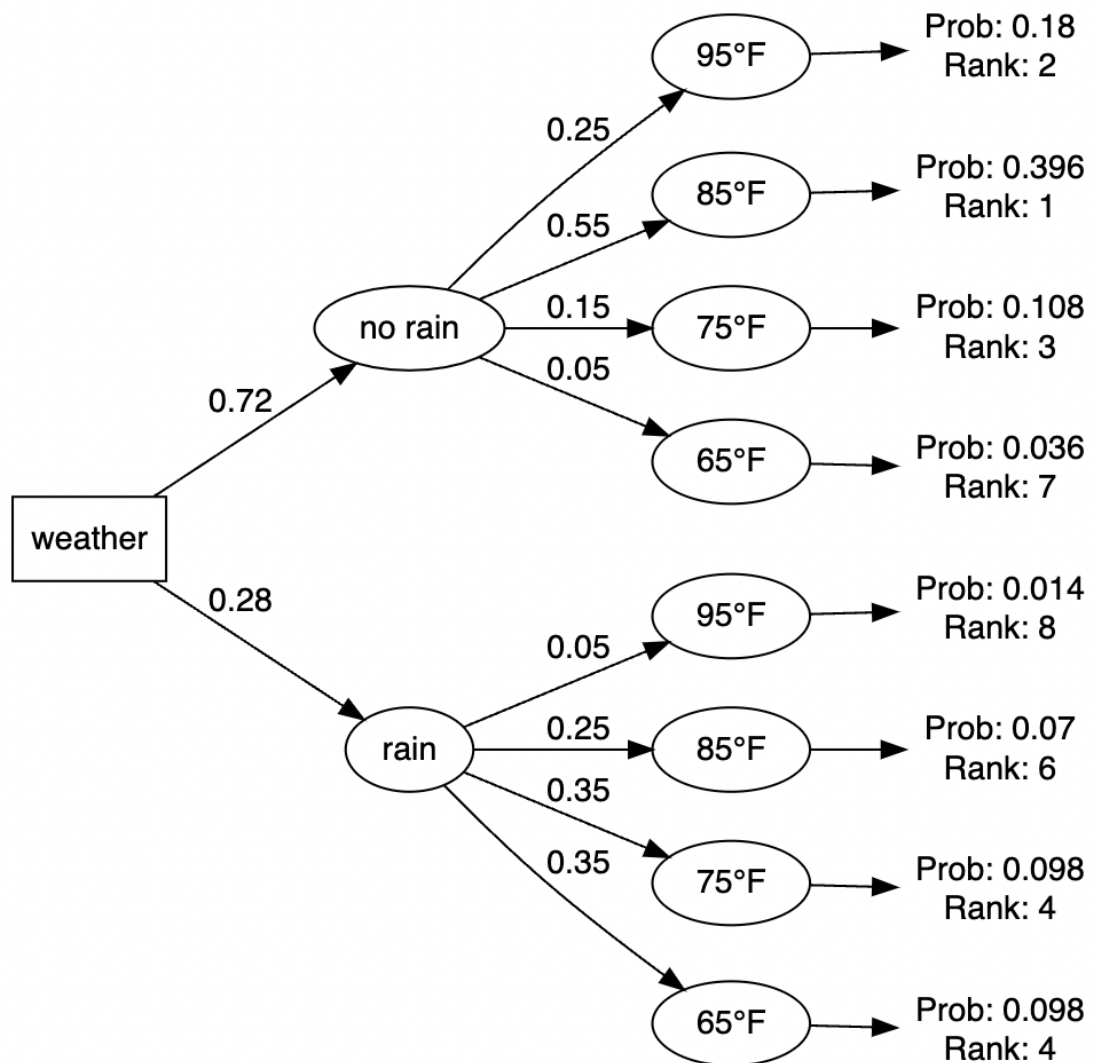 95°F
Prob: 0.18
Rank: 2
0.25
85°F
Prob: 0.396
Rank: 1
0.55
no rain
0.15
75°F
Prob: 0.108
Rank: 3
0.05
65°F
Prob: 0.036
Rank: 7
0.72
weather
0.28
95°F
Prob: 0.014
Rank: 8
0.05
rain
0.25
85°F
Prob: 0.07
Rank: 6
0.35
75°F
Prob: 0.098
Rank: 4
0.35
65°F
Prob: 0.098
Rank: 4